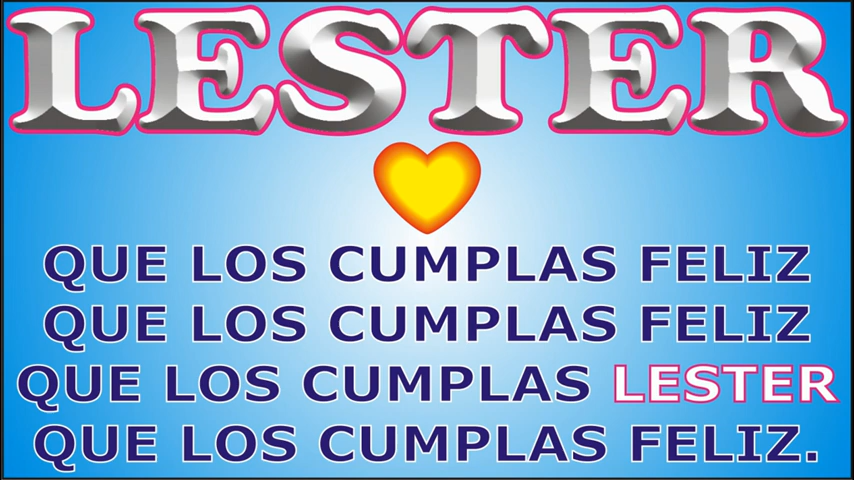 LESTER
QUE LOS CUMPLAS FELIZ
QUE LOS CUMPLAS FELIZ
QUE LOS CUMPLAS LESTER
QUE LOS CUMPLAS FELIZ.